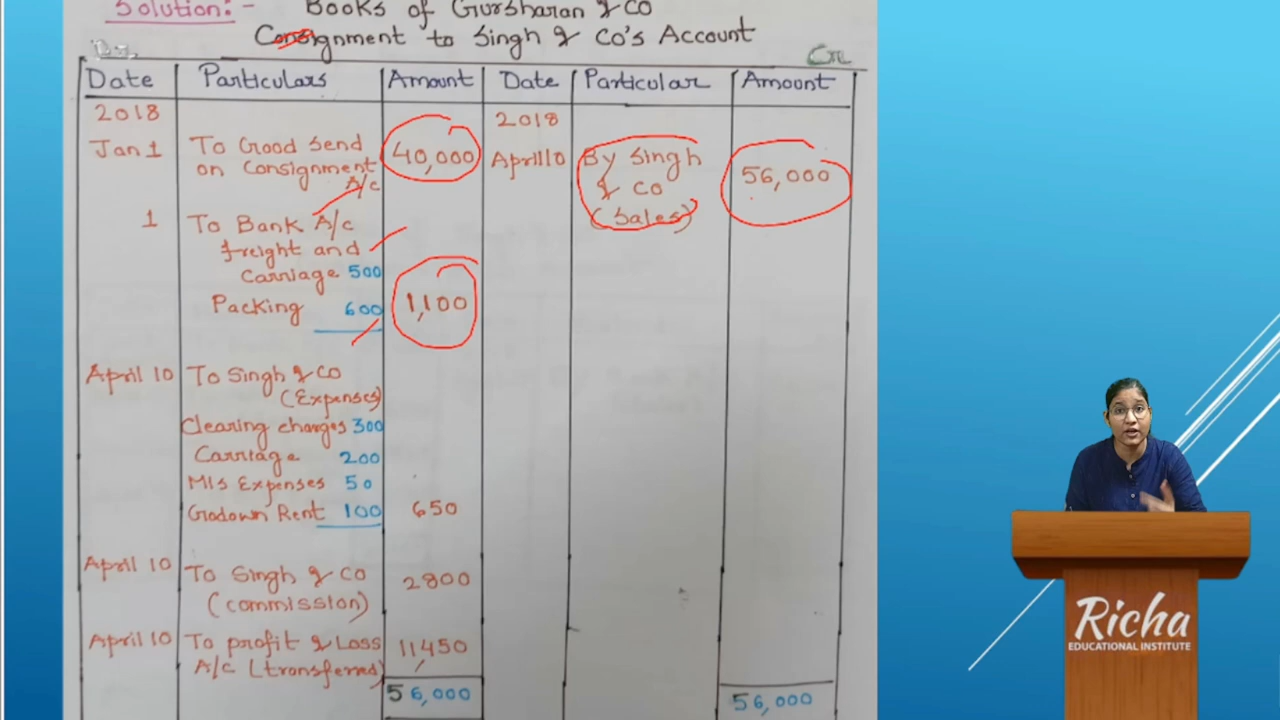 Solution:-
Books of Gursharan & Co
Consignment to Singh & Co's Account
Dr.
Cr
Date Particulars Amount Date Particular Amount
2018 2018
Jan 1 To Good Send 40,000 April 10 By Singh 56,000
on Consignment & Co
A/c (Sales)
1 To Bank A/c
freight and
Carriage 500
Packing 600 1,100
April 10 To Singh & Co
(Expenses)
Clearing charges 300
Carriage 200
Mis Expenses 50
Godown Rent 100 650
April 10 To Singh & Co 2800
(commission)
April 10 To profit & Loss 11450
A/c (transferred)
56,000 56,000
Richa
EDUCATIONAL INSTITUTE